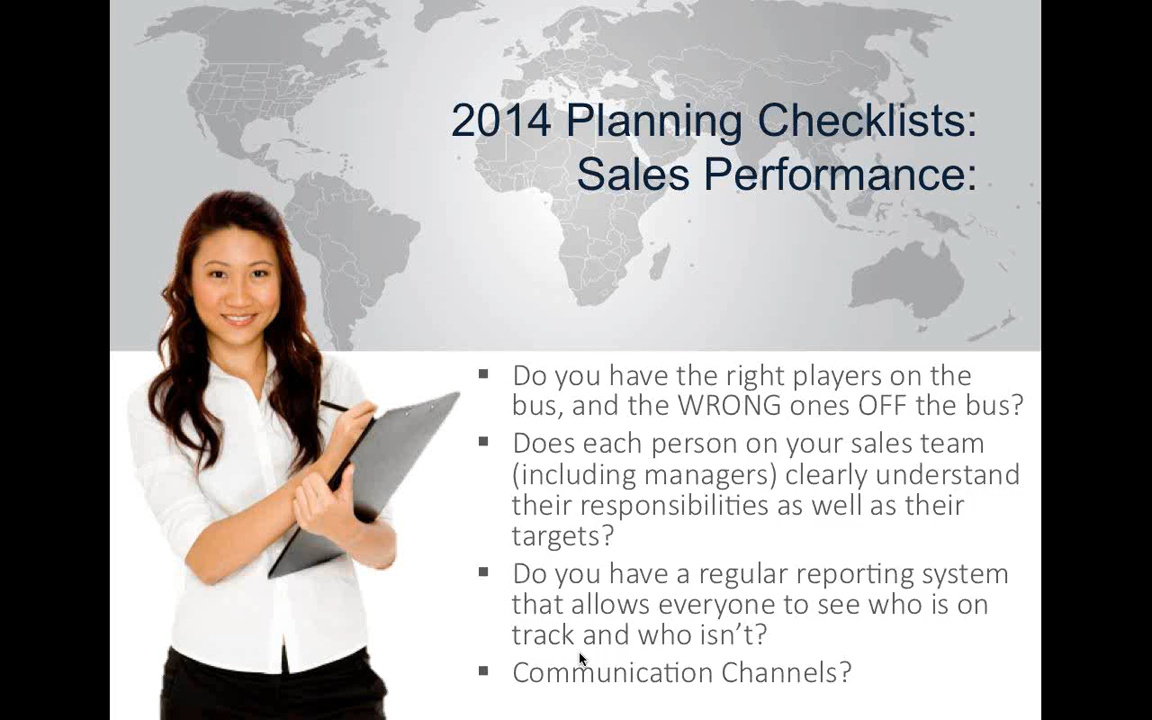 2014 Planning Checklists:
Sales Performance:
▪ Do you have the right players on the
bus, and the WRONG ones OFF the bus?
▪ Does each person on your sales team
(including managers) clearly understand
their responsibilities as well as their
targets?
▪ Do you have a regular reporting system
that allows everyone to see who is on
track and who isn’t?
▪ Communication Channels?